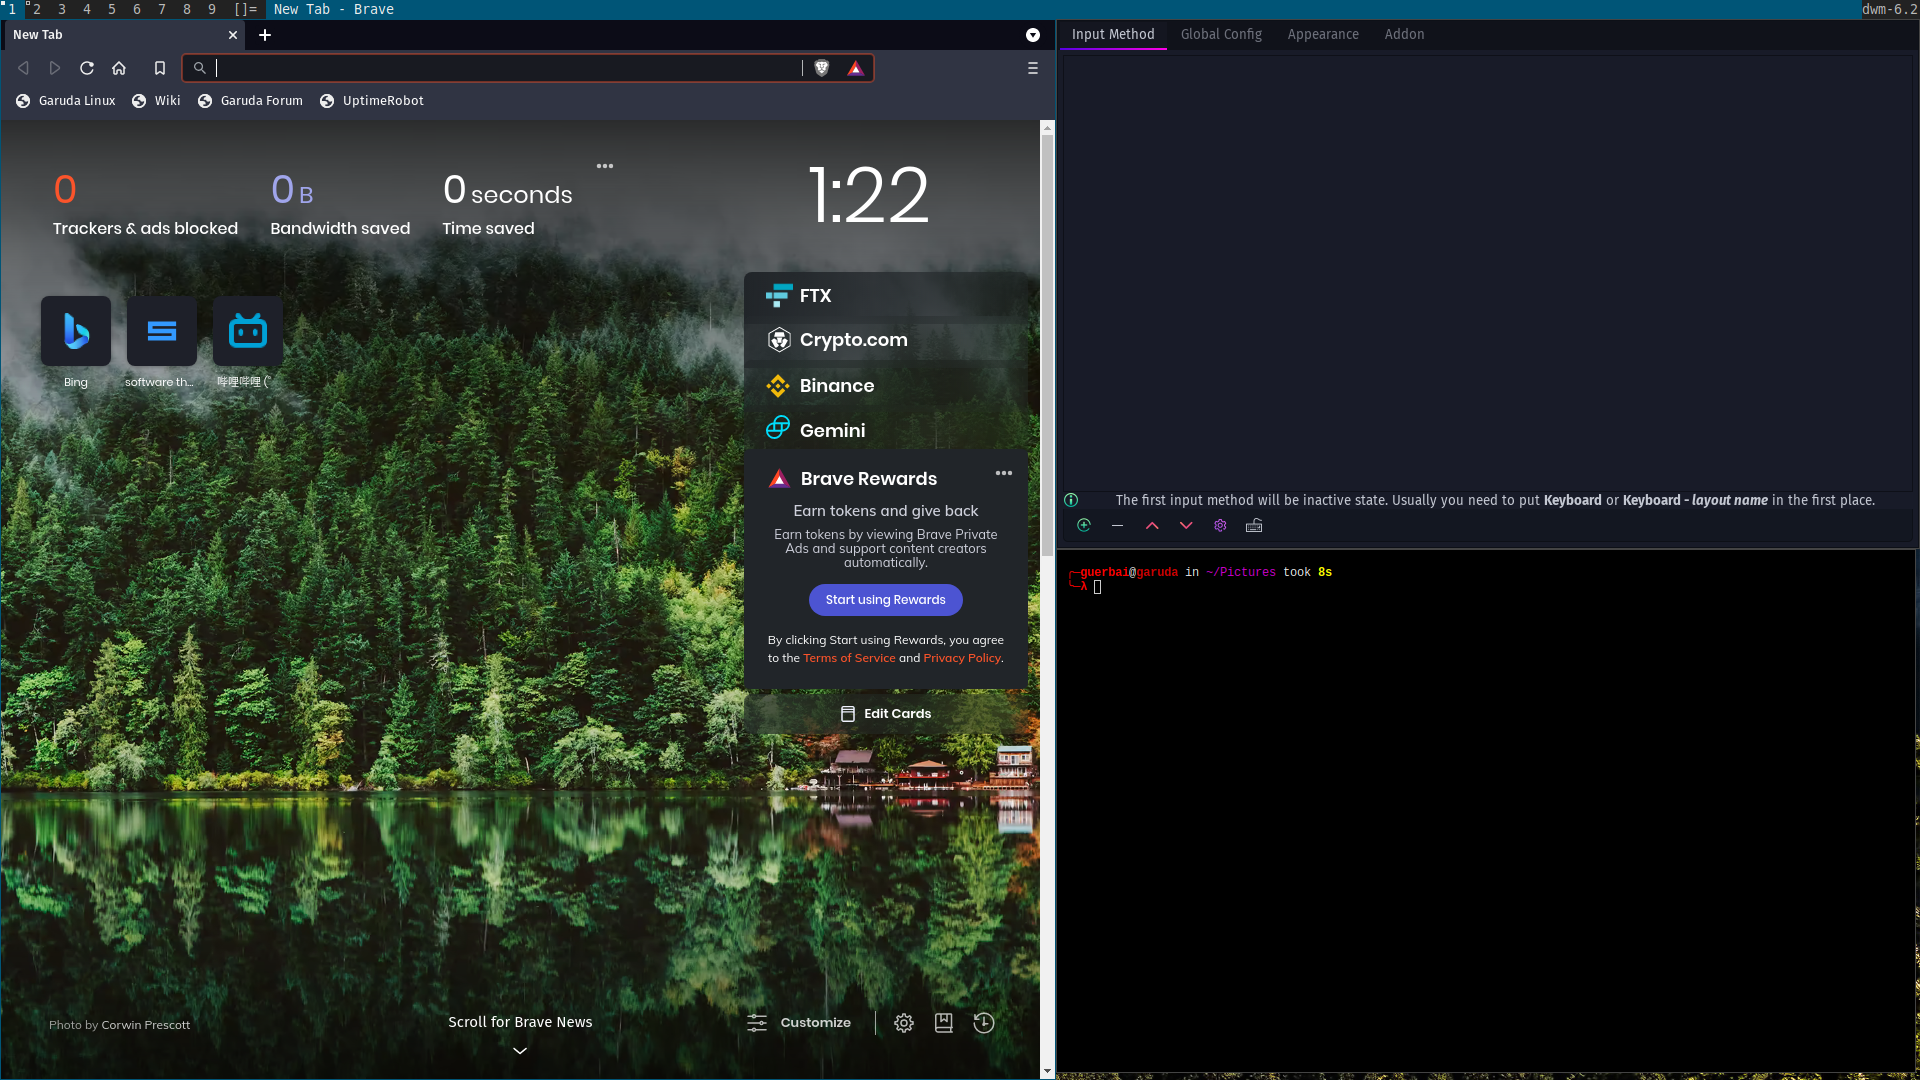 1 2 3 4 5 6 7 8 9 []= New Tab - Brave dwm-6.2
New Tab
Garuda Linux Wiki Garuda Forum UptimeRobot
0 0 B 0 seconds
Trackers & ads blocked Bandwidth saved Time saved
1:22
Bing software th... 哔哩哔哩 (゜
FTX
Crypto.com
Binance
Gemini
Brave Rewards
Earn tokens and give back
Earn tokens by viewing Brave Private
Ads and support content creators
automatically.
Start using Rewards
By clicking Start using Rewards, you agree
to the Terms of Service and Privacy Policy.
Edit Cards
Photo by Corwin Prescott
Scroll for Brave News
Customize
Input Method Global Config Appearance Addon
The first input method will be inactive state. Usually you need to put Keyboard or Keyboard - layout name in the first place.
╭─guerbai@garuda in ~/Pictures took 8s
╰─λ